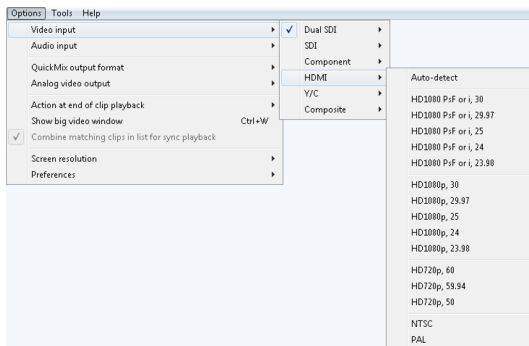 Options Tools Help
Video input
Audio input
QuickMix output format
Analog video output
Action at end of clip playback
Show big video window Ctrl+W
Combine matching clips in list for sync playback
Screen resolution
Preferences
Dual SDI
SDI
Component
HDMI
Y/C
Composite
Auto-detect
HD1080 PsF or i, 30
HD1080 PsF or i, 29.97
HD1080 PsF or i, 25
HD1080 PsF or i, 24
HD1080 PsF or i, 23.98
HD1080p, 30
HD1080p, 29.97
HD1080p, 25
HD1080p, 24
HD1080p, 23.98
HD720p, 60
HD720p, 59.94
HD720p, 50
NTSC
PAL